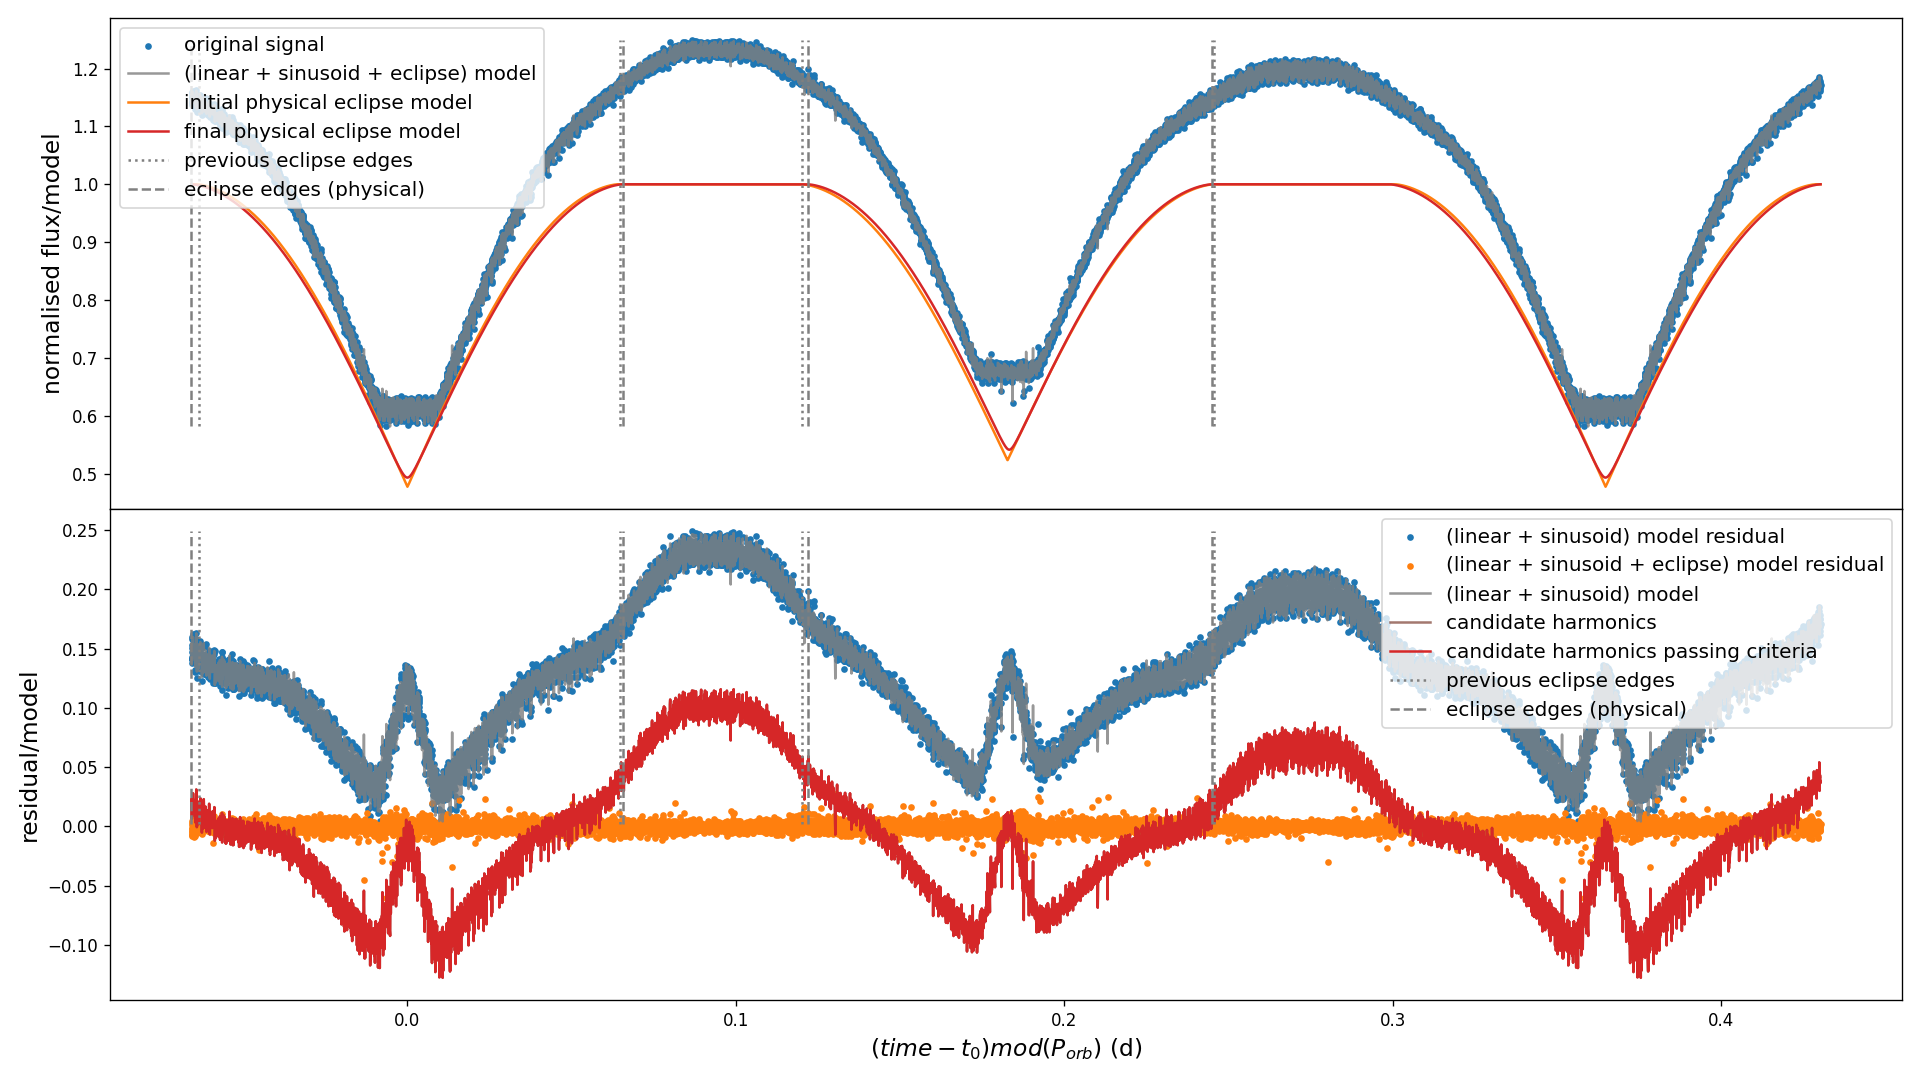 original signal
(linear + sinusoid + eclipse) model
initial physical eclipse model
final physical eclipse model
previous eclipse edges
eclipse edges (physical)
normalised flux/model
1.2
1.1
1.0
0.9
0.8
0.7
0.6
0.5
(linear + sinusoid) model residual
(linear + sinusoid + eclipse) model residual
(linear + sinusoid) model
candidate harmonics
candidate harmonics passing criteria
previous eclipse edges
eclipse edges (physical)
residual/model
0.25
0.20
0.15
0.10
0.05
0.00
−0.05
−0.10
0.0 0.1 0.2 0.3 0.4
(time − t₀)mod(P_orb) (d)